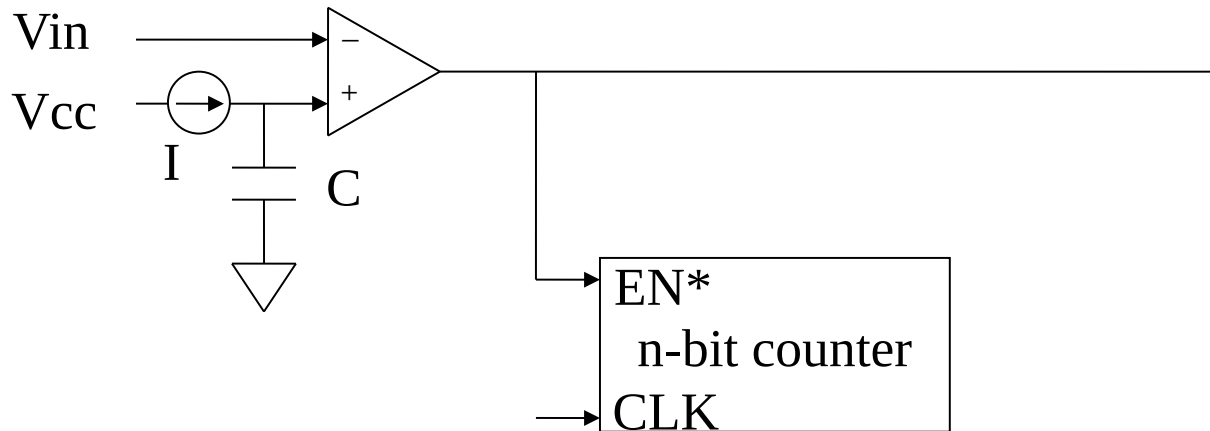 Vin
−
Vcc
+
I
C
EN*
n-bit counter
CLK